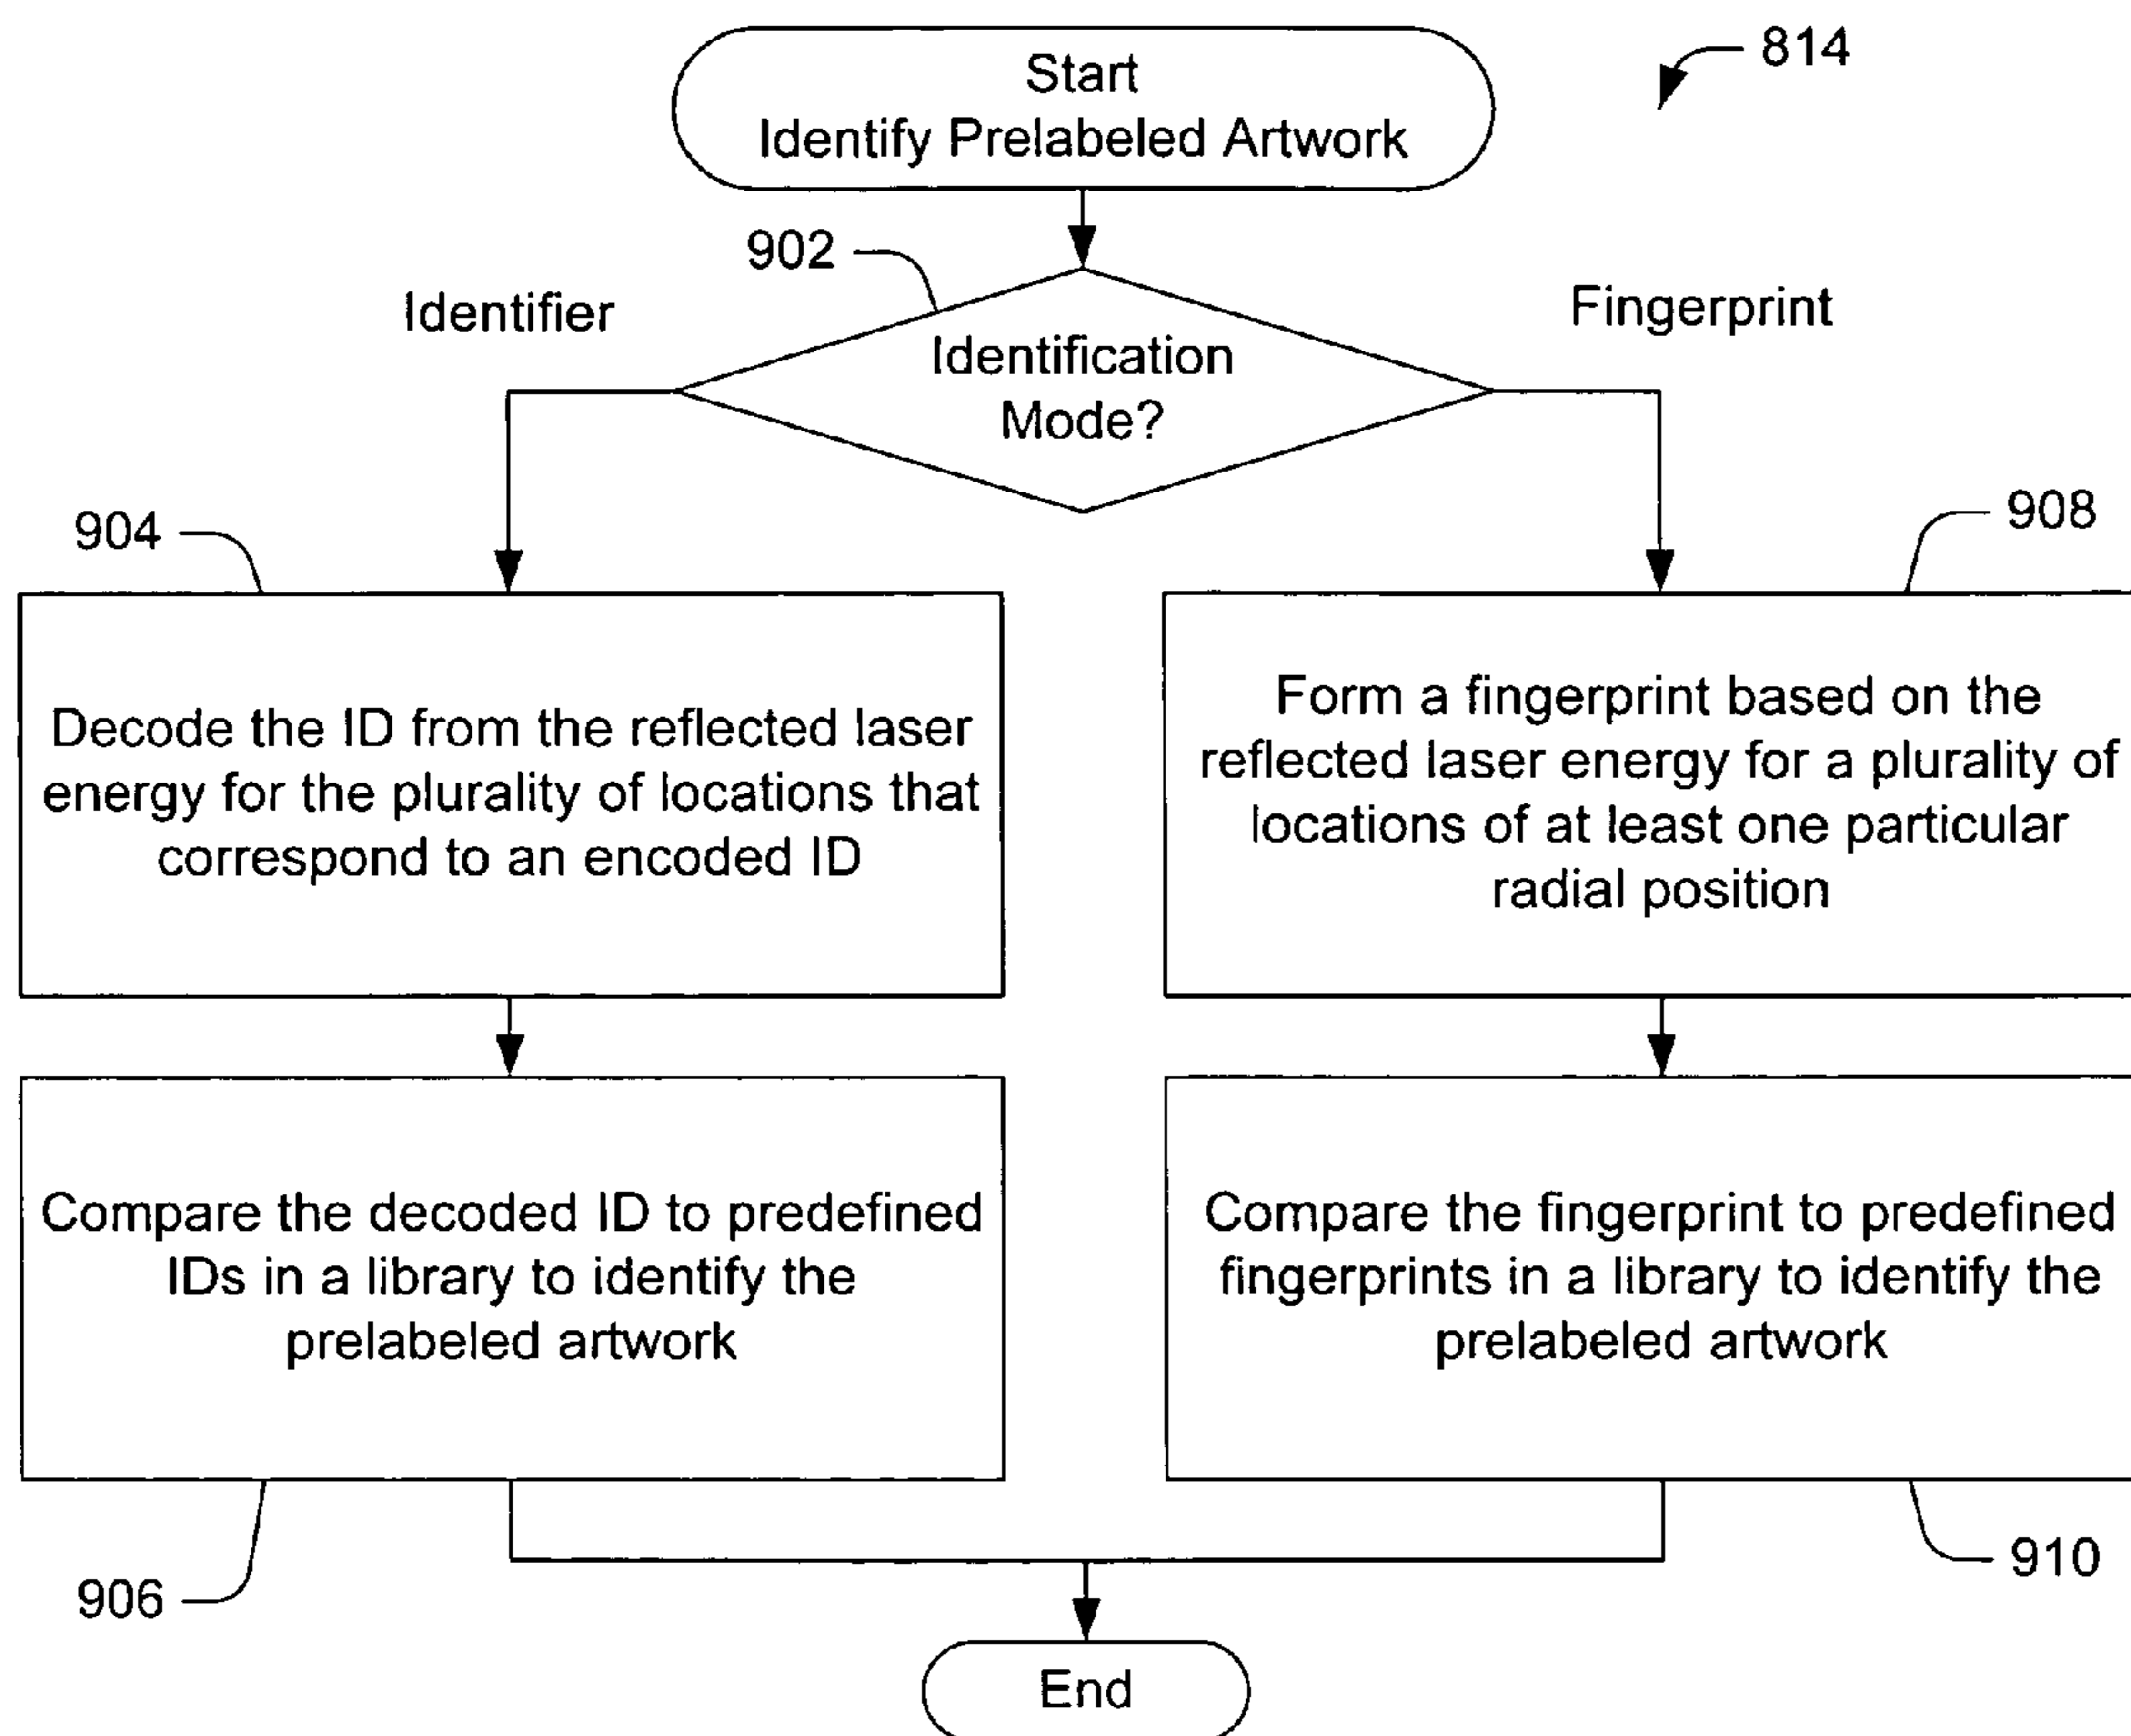 814
Start
Identify Prelabeled Artwork
902
Identifier
Fingerprint
Identification
Mode?
904
908
Decode the ID from the reflected laser
energy for the plurality of locations that
correspond to an encoded ID
Form a fingerprint based on the
reflected laser energy for a plurality of
locations of at least one particular
radial position
Compare the decoded ID to predefined
IDs in a library to identify the
prelabeled artwork
Compare the fingerprint to predefined
fingerprints in a library to identify the
prelabeled artwork
906
910
End